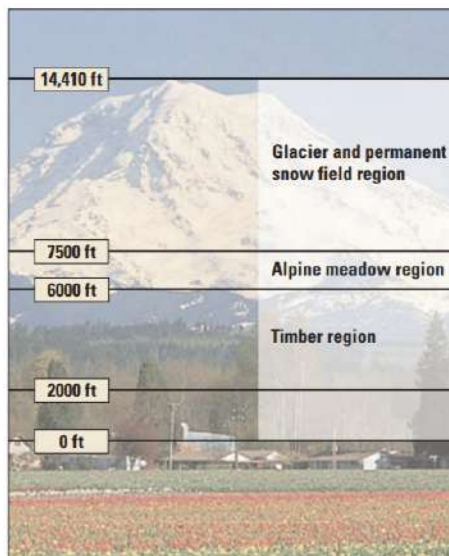 14,410 ft
Glacier and permanent
snow field region
7500 ft
Alpine meadow region
6000 ft
Timber region
2000 ft
0 ft